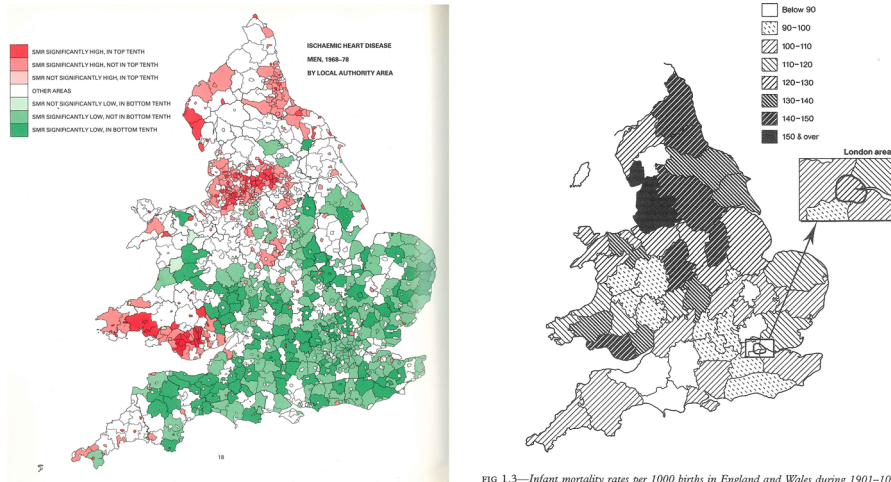 SMR SIGNIFICANTLY HIGH, IN TOP TENTH
SMR SIGNIFICANTLY HIGH, NOT IN TOP TENTH
SMR NOT SIGNIFICANTLY HIGH, IN TOP TENTH
OTHER AREAS
SMR NOT SIGNIFICANTLY LOW, IN BOTTOM TENTH
SMR SIGNIFICANTLY LOW, NOT IN BOTTOM TENTH
SMR SIGNIFICANTLY LOW, IN BOTTOM TENTH
ISCHAEMIC HEART DISEASE
MEN, 1968–78
BY LOCAL AUTHORITY AREA
18
Below 90
90–100
100–110
110–120
120–130
130–140
140–150
150 & over
London area
FIG 1.3—Infant mortality rates per 1000 births in England and Wales during 1901–10